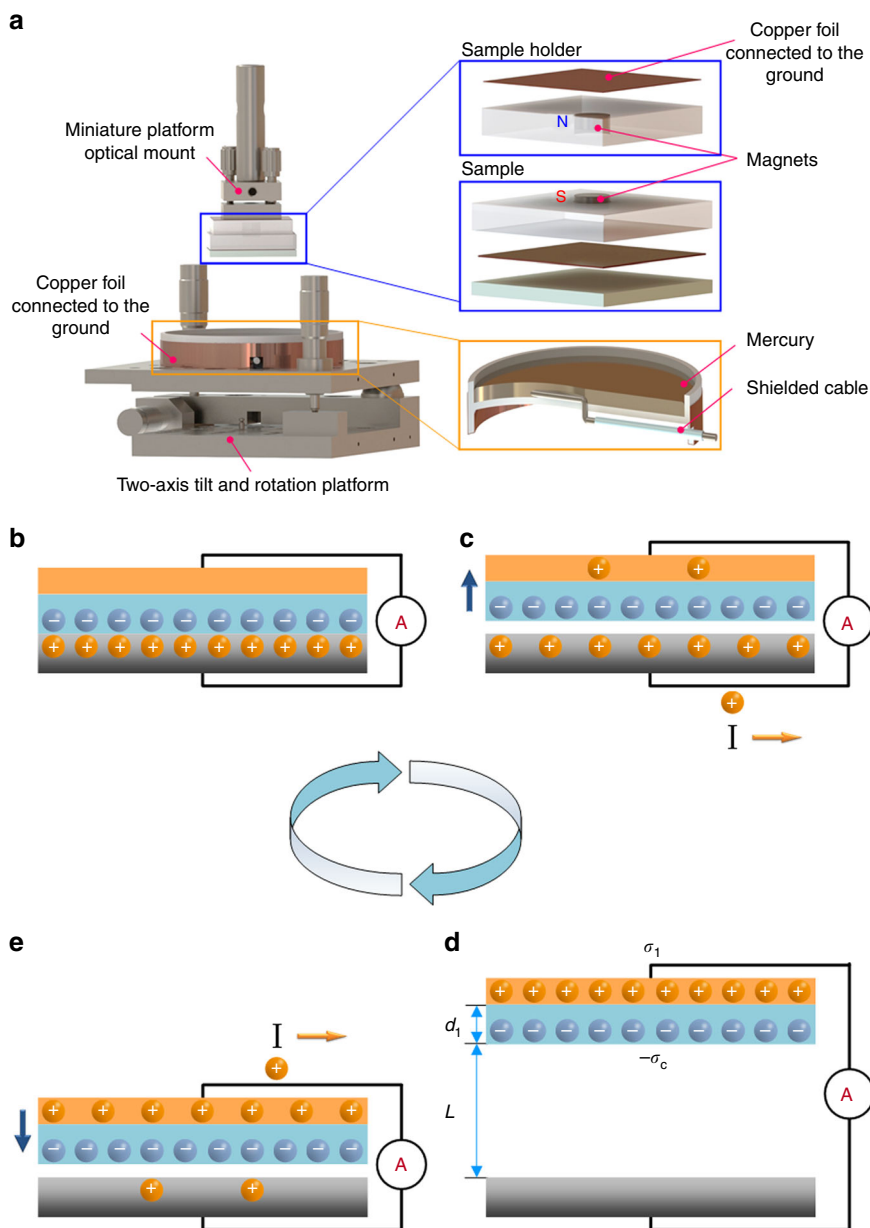 a
Sample holder
Copper foil
connected to the
ground
Miniature platform
optical mount
N
Magnets
Sample
S
Copper foil
connected to the
ground
Mercury
Shielded cable
Two-axis tilt and rotation platform
b
− − − − − − − − −
+ + + + + + + + + +
A
c
+ +
− − − − − − − − −
+ + + + + + +
A
+
I
e
I
+
+ + + + + + +
− − − − − − − − −
+ +
A
d
σ₁
+ + + + + + + + +
d₁
− − − − − − − − −
−σc
L
A